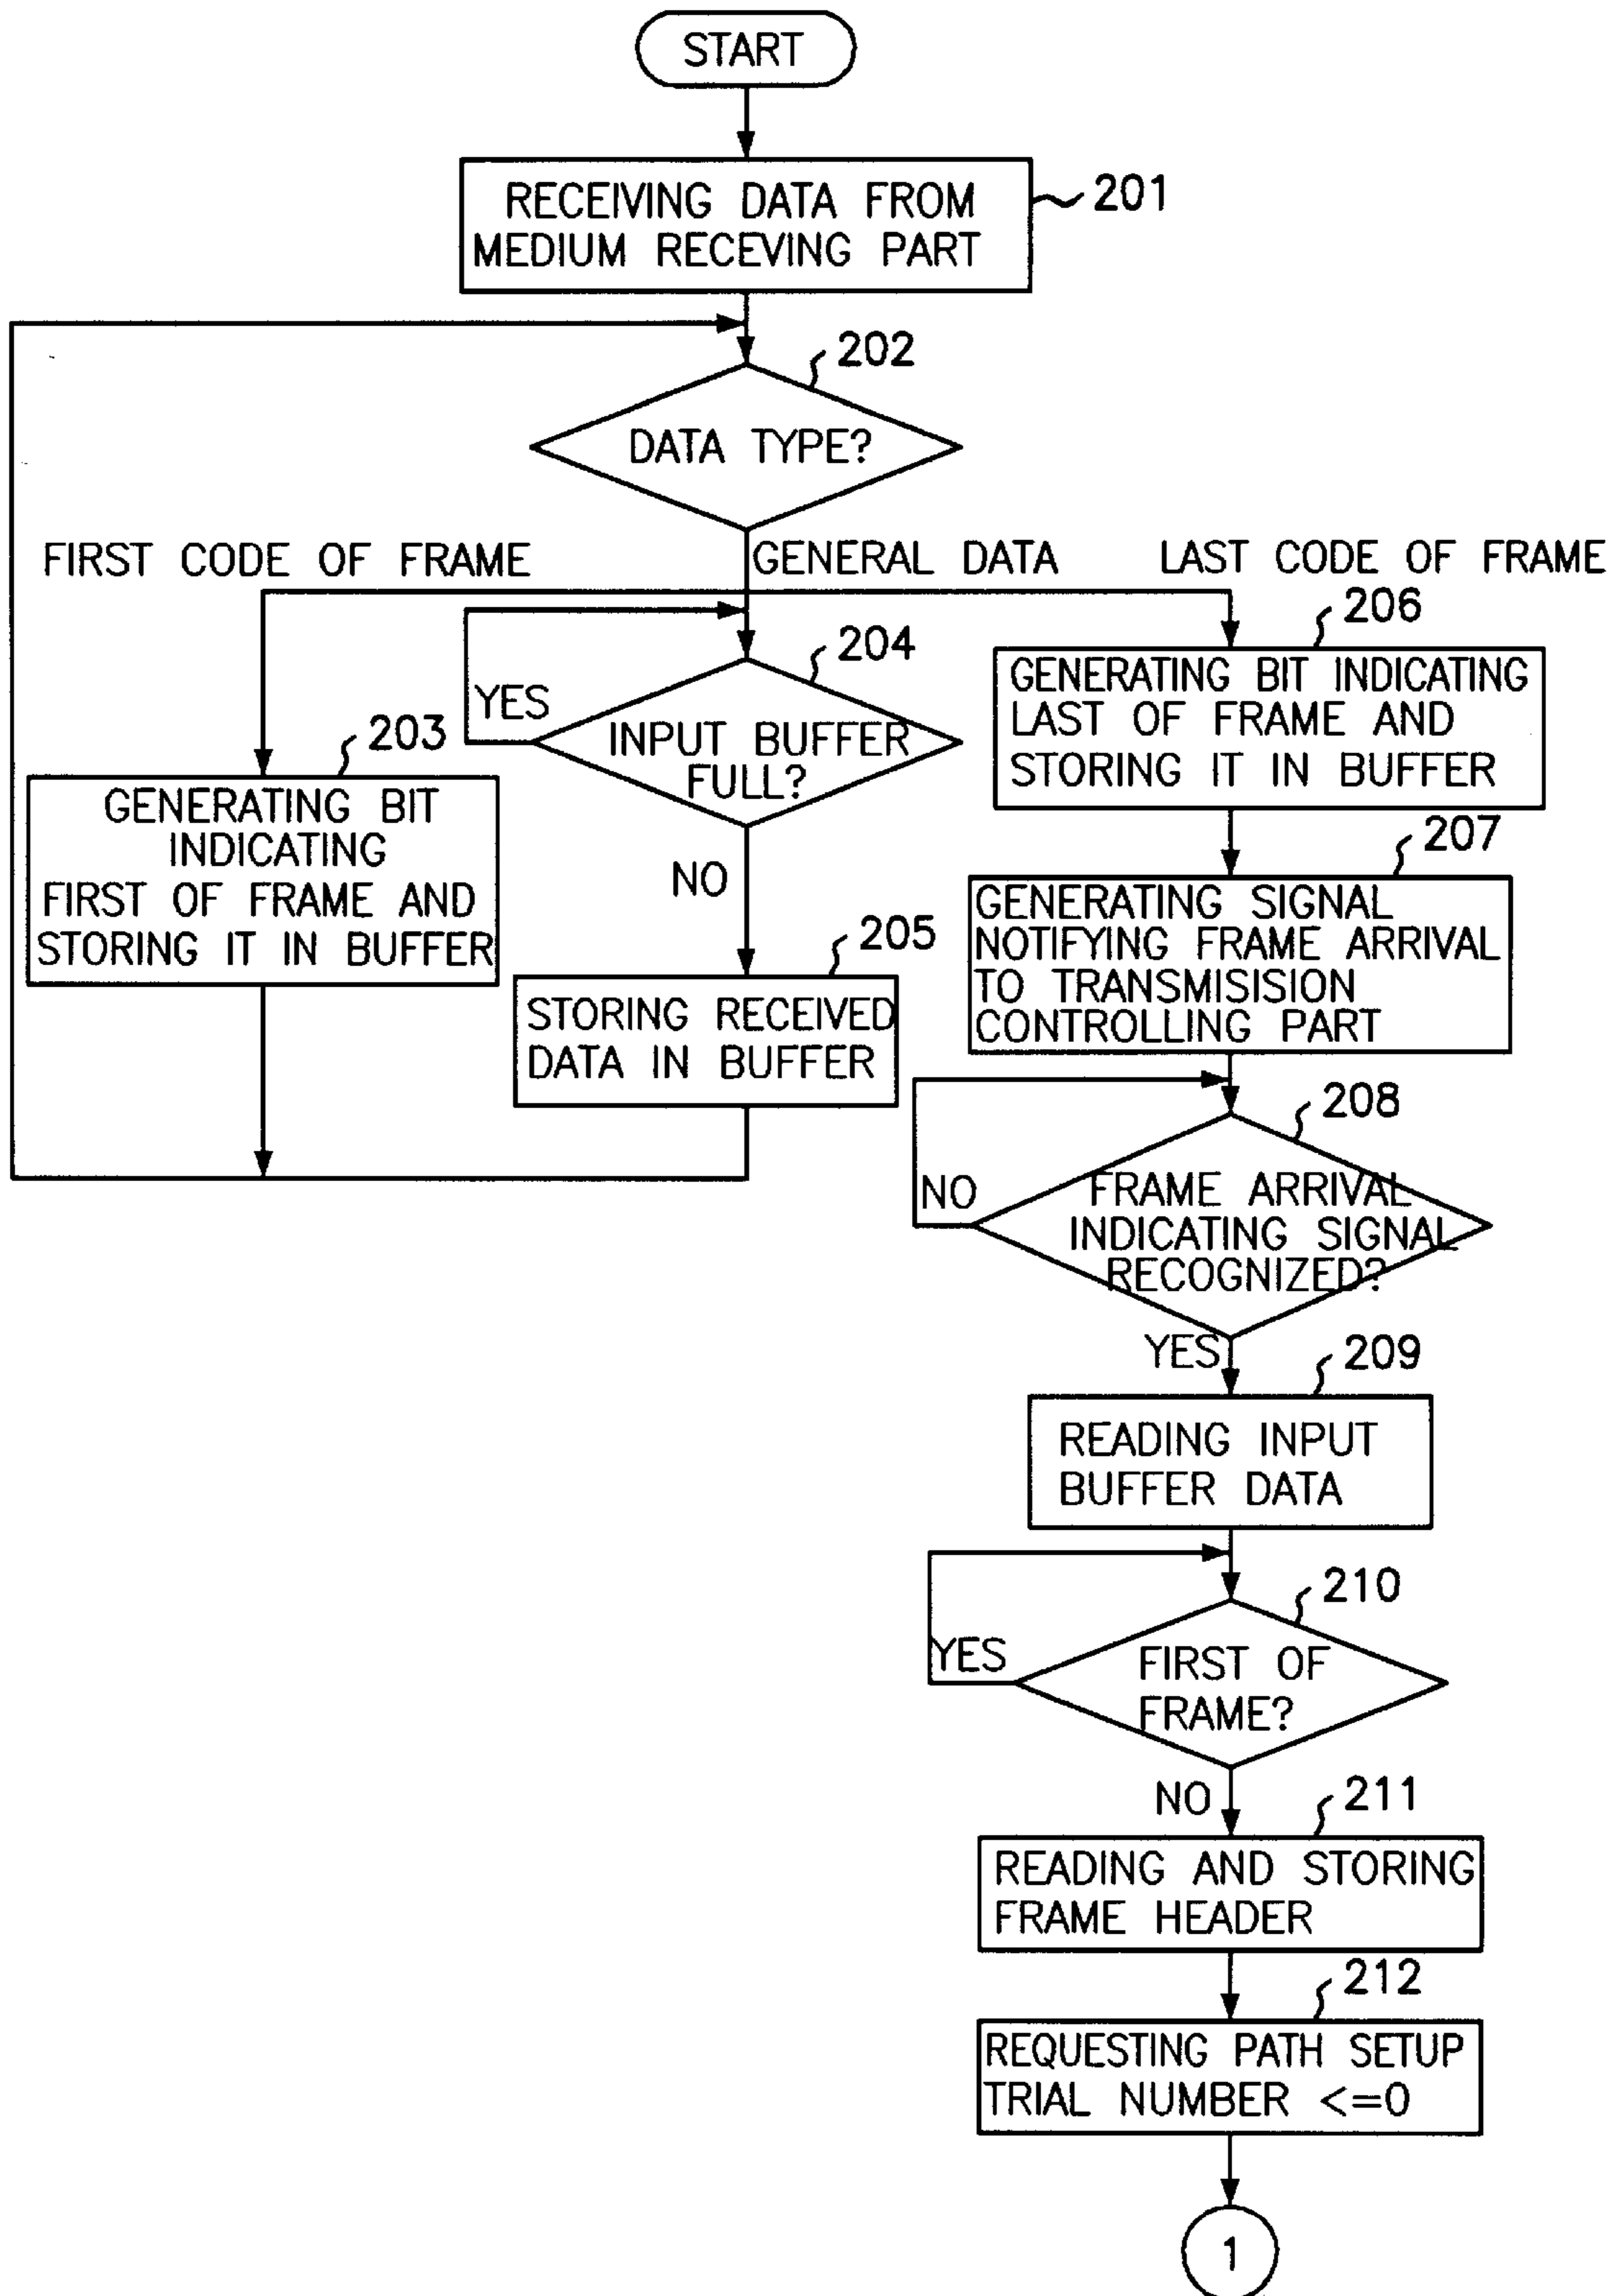 START
RECEIVING DATA FROM
MEDIUM RECEVING PART
201
202
DATA TYPE?
FIRST CODE OF FRAME
GENERAL DATA
LAST CODE OF FRAME
203
GENERATING BIT
INDICATING
FIRST OF FRAME AND
STORING IT IN BUFFER
204
YES
INPUT BUFFER
FULL?
NO
205
STORING RECEIVED
DATA IN BUFFER
206
GENERATING BIT INDICATING
LAST OF FRAME AND
STORING IT IN BUFFER
207
GENERATING SIGNAL
NOTIFYING FRAME ARRIVAL
TO TRANSMISISION
CONTROLLING PART
208
NO
FRAME ARRIVAL
INDICATING SIGNAL
RECOGNIZED?
YES
209
READING INPUT
BUFFER DATA
210
YES
FIRST OF
FRAME?
NO
211
READING AND STORING
FRAME HEADER
212
REQUESTING PATH SETUP
TRIAL NUMBER <=0
1